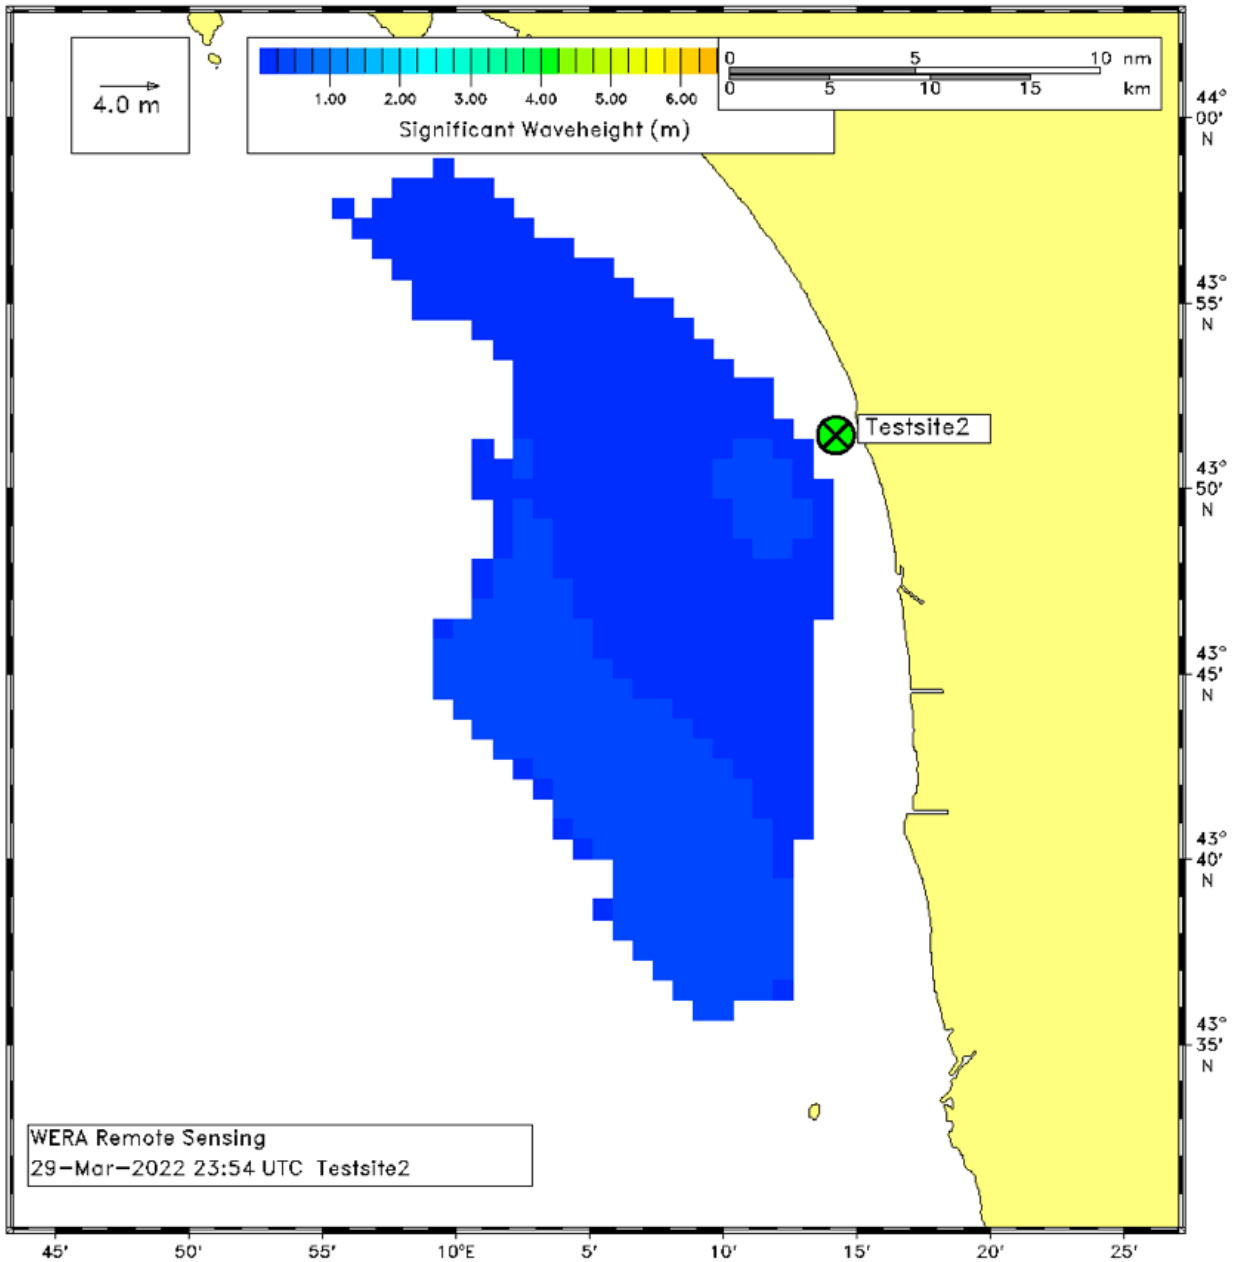 4.0 m
1.00 2.00 3.00 4.00 5.00 6.00
Significant Waveheight (m)
0 5 10 nm
0 5 10 15 km
44°
00'
N
43°
55'
N
Testsite2
43°
50'
N
43°
45'
N
43°
40'
N
43°
35'
N
WERA Remote Sensing
29-Mar-2022 23:54 UTC Testsite2
45' 50' 55' 10°E 5' 10' 15' 20' 25'